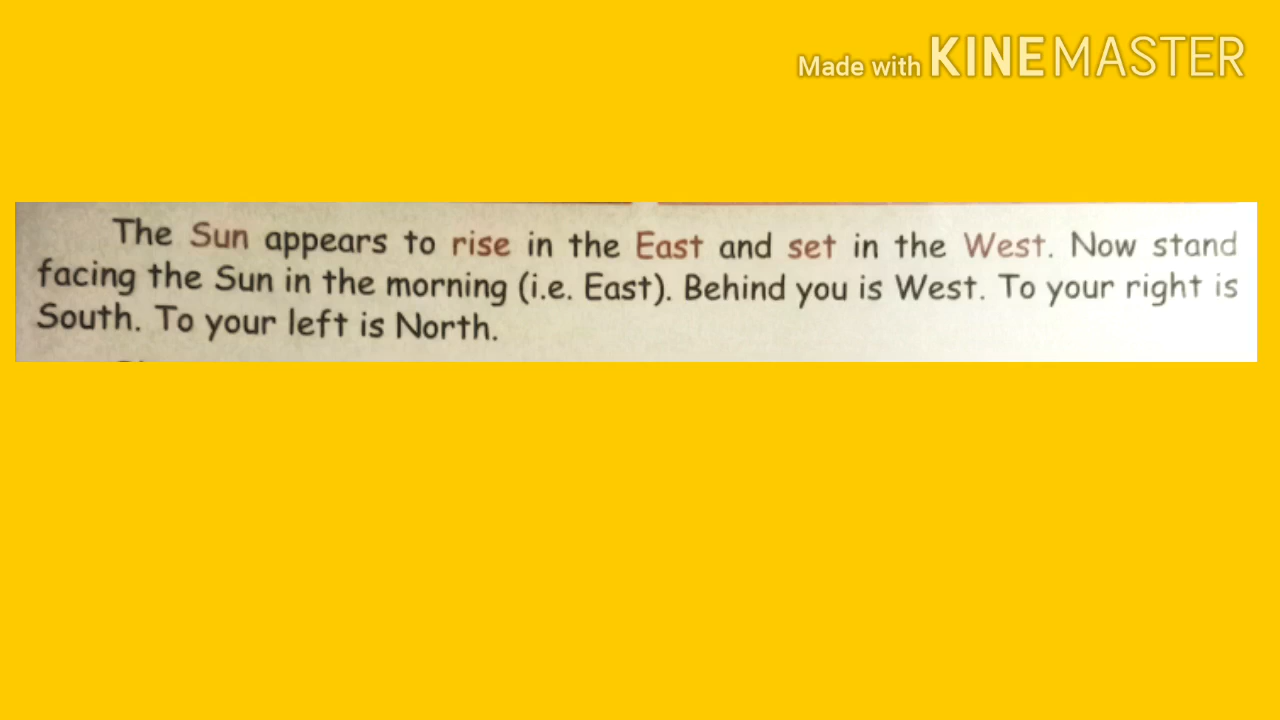 Made with KINEMASTER
The Sun appears to rise in the East and set in the West. Now stand
facing the Sun in the morning (i.e. East). Behind you is West. To your right is
South. To your left is North.